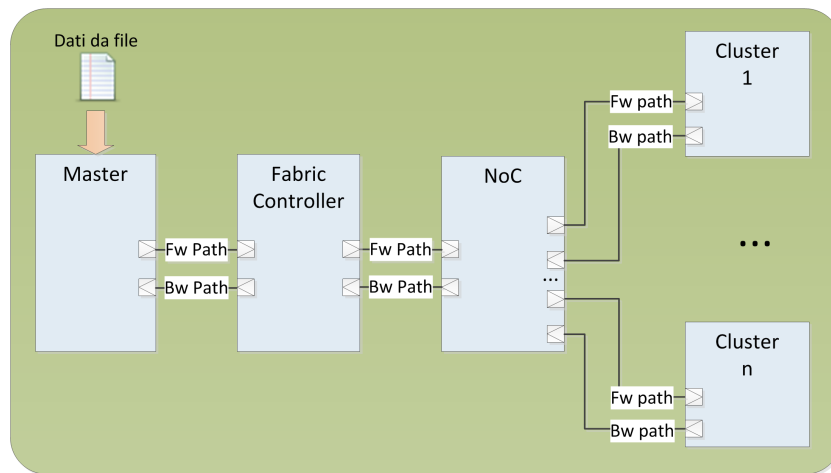 Dati da file
Master
Fabric
Controller
NoC
Cluster
1
Fw path
Bw path
Fw Path
Fw Path
Bw Path
Bw Path
...
...
Cluster
n
Fw path
Bw path